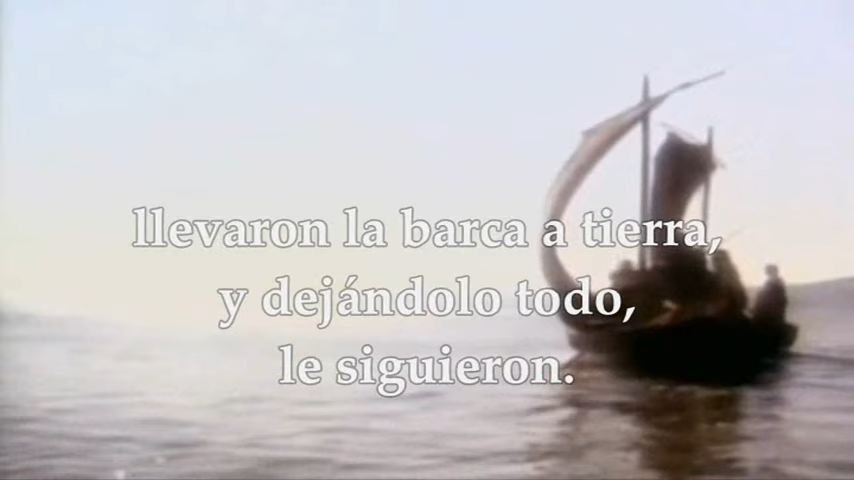 llevaron la barca a tierra,
y dejándolo todo,
le siguieron.